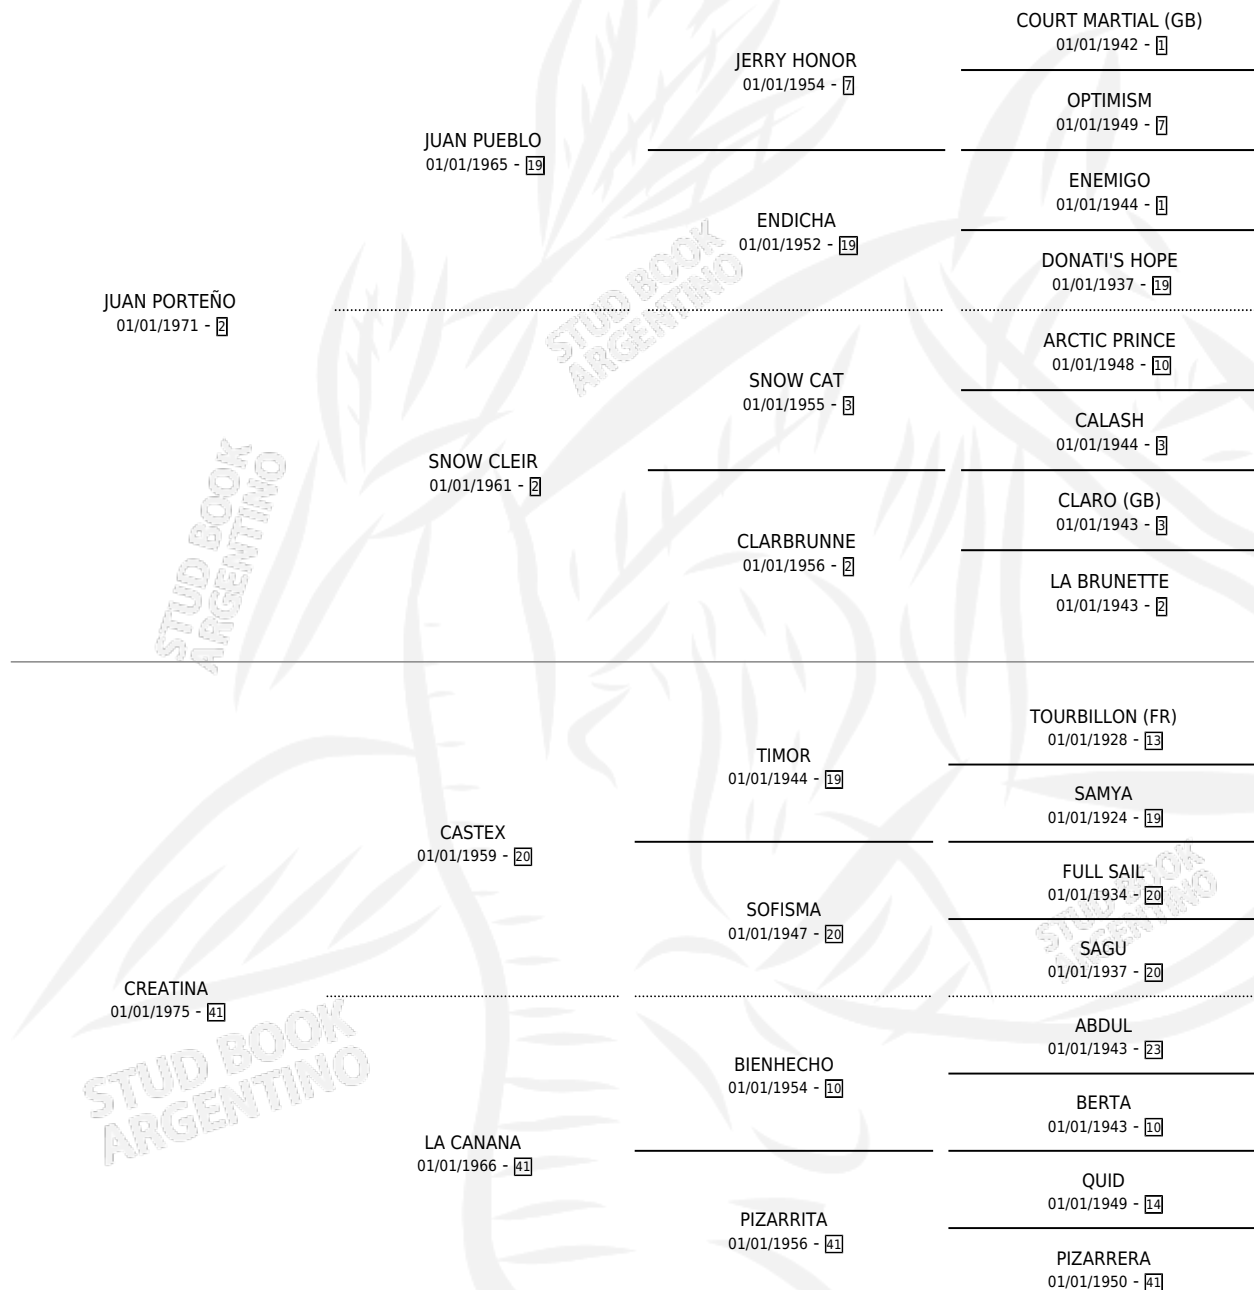 COURT MARTIAL (GB)
01/01/1942 - 1
JERRY HONOR
01/01/1954 - 7
OPTIMISM
01/01/1949 - 7
JUAN PUEBLO
01/01/1965 - 19
ENEMIGO
01/01/1944 - 1
ENDICHA
01/01/1952 - 19
DONATI'S HOPE
01/01/1937 - 19
JUAN PORTEÑO
01/01/1971 - 2
ARCTIC PRINCE
01/01/1948 - 10
SNOW CAT
01/01/1955 - 3
CALASH
01/01/1944 - 3
SNOW CLEIR
01/01/1961 - 2
CLARO (GB)
01/01/1943 - 3
CLARBRUNNE
01/01/1956 - 2
LA BRUNETTE
01/01/1943 - 2
TOURBILLON (FR)
01/01/1928 - 13
TIMOR
01/01/1944 - 19
SAMYA
01/01/1924 - 19
CASTEX
01/01/1959 - 20
FULL SAIL
01/01/1934 - 20
SOFISMA
01/01/1947 - 20
SAGU
01/01/1937 - 20
CREATINA
01/01/1975 - 41
ABDUL
01/01/1943 - 23
BIENHECHO
01/01/1954 - 10
BERTA
01/01/1943 - 10
LA CANANA
01/01/1966 - 41
QUID
01/01/1949 - 14
PIZARRITA
01/01/1956 - 41
PIZARRERA
01/01/1950 - 41
STUD BOOK
ARGENTINO
STUD BOOK
ARGENTINO
STUD BOOK
ARGENTINO
STUD BOOK
ARGENTINO